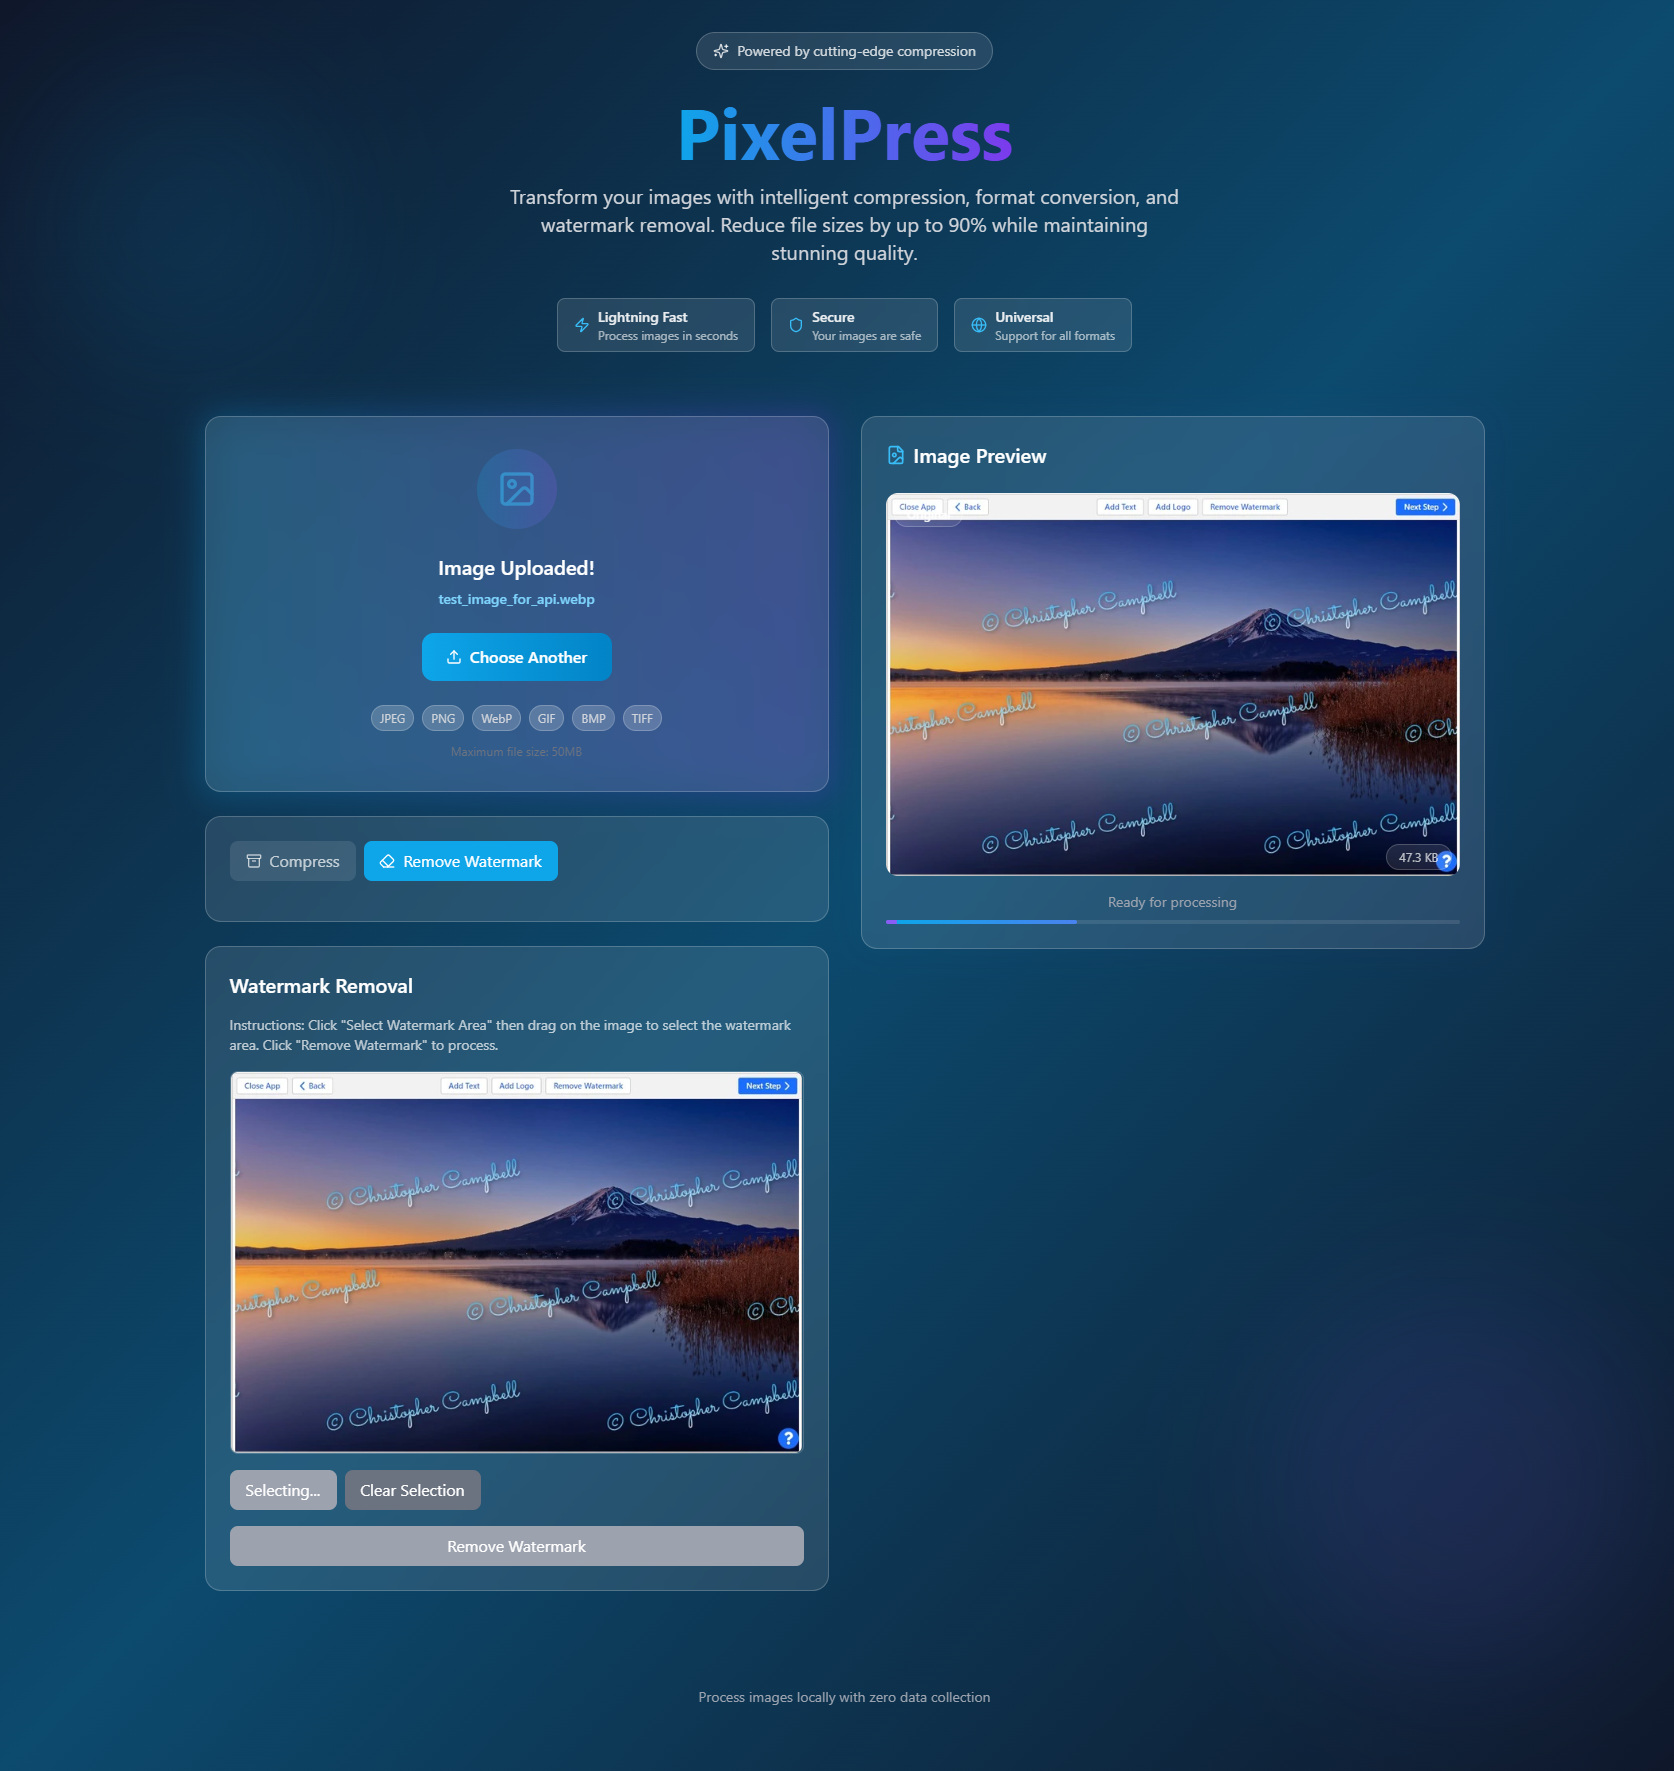 Powered by cutting-edge compression
PixelPress
Transform your images with intelligent compression, format conversion, and
watermark removal. Reduce file sizes by up to 90% while maintaining
stunning quality.
Lightning Fast
Process images in seconds
Secure
Your images are safe
Universal
Support for all formats
Image Uploaded!
test_image_for_api.webp
Choose Another
JPEG PNG WebP GIF BMP TIFF
Maximum file size: 50MB
Compress Remove Watermark
Watermark Removal
Instructions: Click "Select Watermark Area" then drag on the image to select the watermark
area. Click "Remove Watermark" to process.
Close App Back Add Text Add Logo Remove Watermark Next Step
© Christopher Campbell © Christopher Campbell
Campbell © Christopher Campbell ©
© Christopher Campbell © Christopher Campbell
?
Selecting... Clear Selection
Remove Watermark
Image Preview
Close App Back Add Text Add Logo Remove Watermark Next Step
© Christopher Campbell © Christopher Campbell
Campbell © Christopher Campbell ©
© Christopher Campbell © Christopher Campbell
47.3 KB ?
Ready for processing
Process images locally with zero data collection